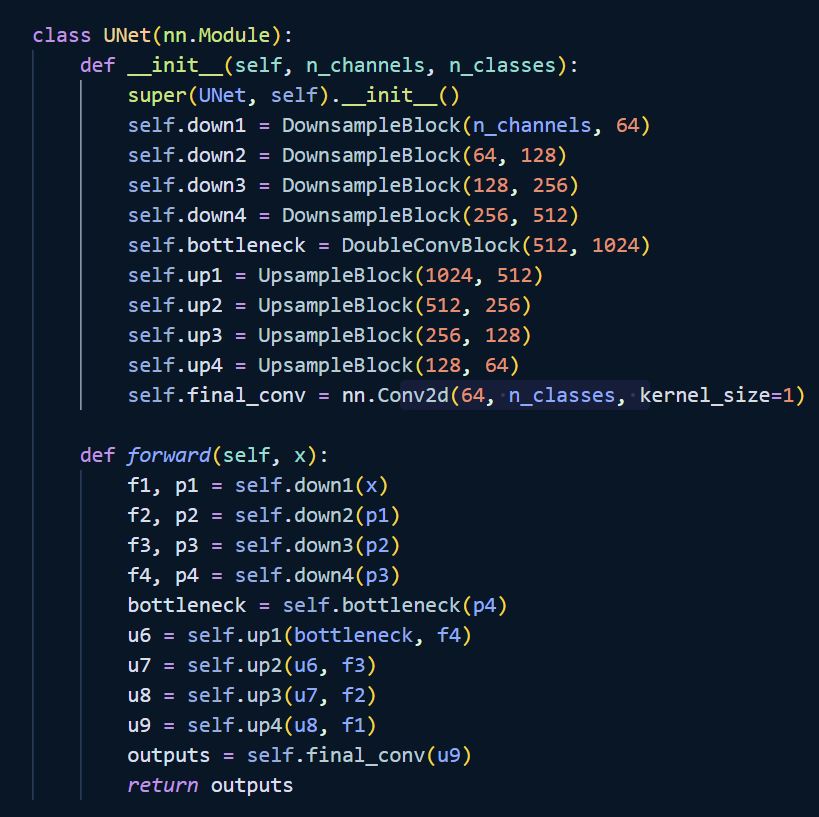 class UNet(nn.Module):
    def __init__(self, n_channels, n_classes):
        super(UNet, self).__init__()
        self.down1 = DownsampleBlock(n_channels, 64)
        self.down2 = DownsampleBlock(64, 128)
        self.down3 = DownsampleBlock(128, 256)
        self.down4 = DownsampleBlock(256, 512)
        self.bottleneck = DoubleConvBlock(512, 1024)
        self.up1 = UpsampleBlock(1024, 512)
        self.up2 = UpsampleBlock(512, 256)
        self.up3 = UpsampleBlock(256, 128)
        self.up4 = UpsampleBlock(128, 64)
        self.final_conv = nn.Conv2d(64, n_classes, kernel_size=1)
    def forward(self, x):
        f1, p1 = self.down1(x)
        f2, p2 = self.down2(p1)
        f3, p3 = self.down3(p2)
        f4, p4 = self.down4(p3)
        bottleneck = self.bottleneck(p4)
        u6 = self.up1(bottleneck, f4)
        u7 = self.up2(u6, f3)
        u8 = self.up3(u7, f2)
        u9 = self.up4(u8, f1)
        outputs = self.final_conv(u9)
        return outputs